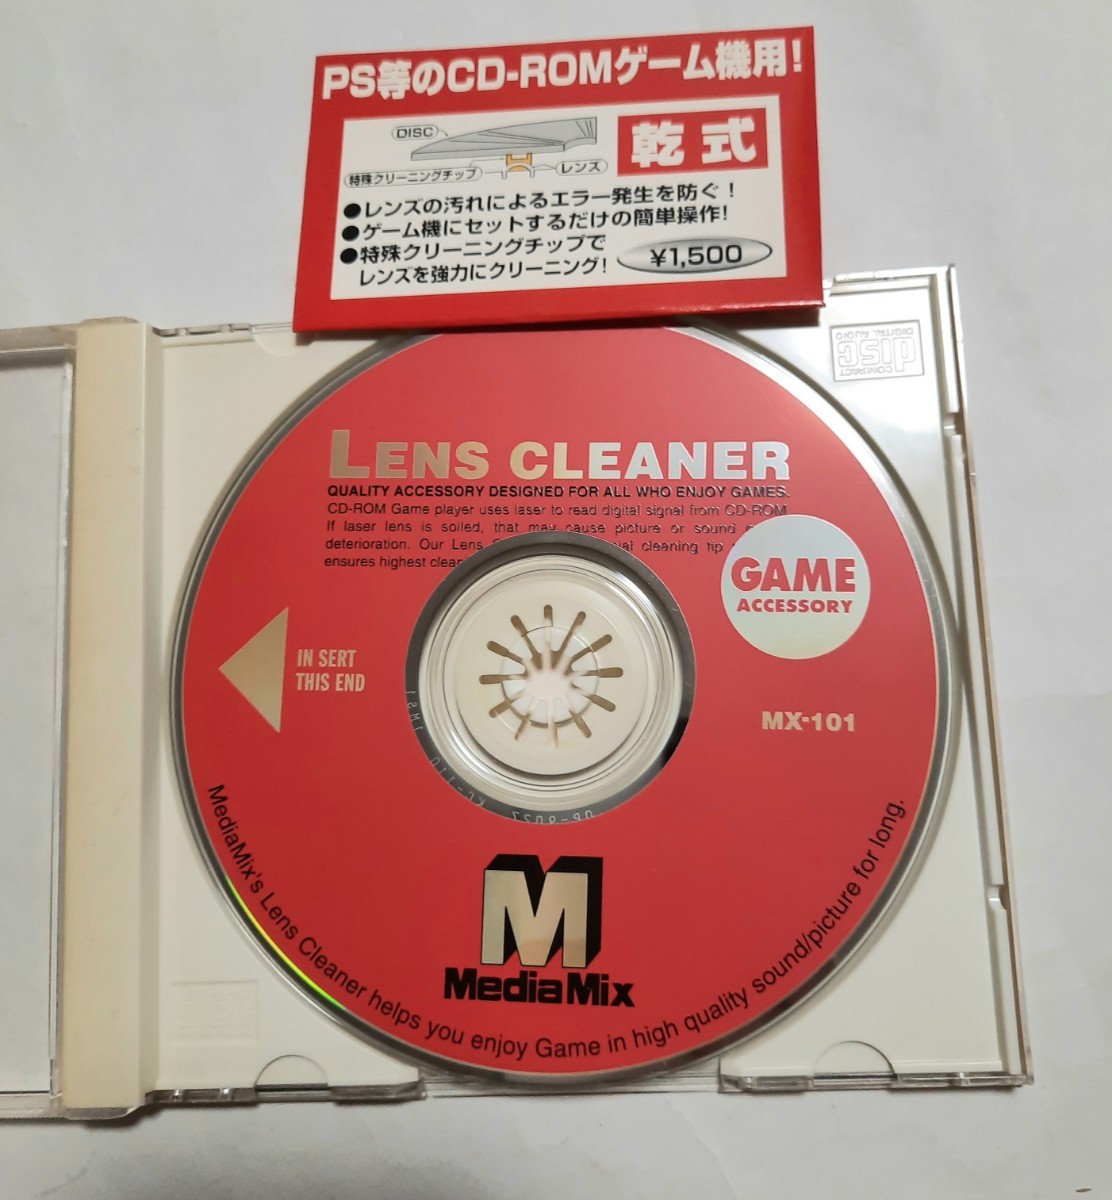 PS等のCD-ROMゲーム機用!
DISC
乾式
特殊クリーニングチップ
レンズ
●レンズの汚れによるエラー発生を防ぐ!
●ゲーム機にセットするだけの簡単操作!
●特殊クリーニングチップで
レンズを強力にクリーニング!
¥1,500
COMPACT
disc
DIGITAL AUDIO
LENS CLEANER
QUALITY ACCESSORY DESIGNED FOR ALL WHO ENJOY GAMES.
CD-ROM Game player uses laser to read digital signal from CD-ROM.
If laser lens is soiled, that may cause picture or sound
deterioration. Our Lens cleaning tip
ensures highest
GAME
ACCESSORY
IN SERT
THIS END
MX-101
M
MediaMix
MediaMix's Lens Cleaner helps you enjoy Game in high quality sound/picture for long.